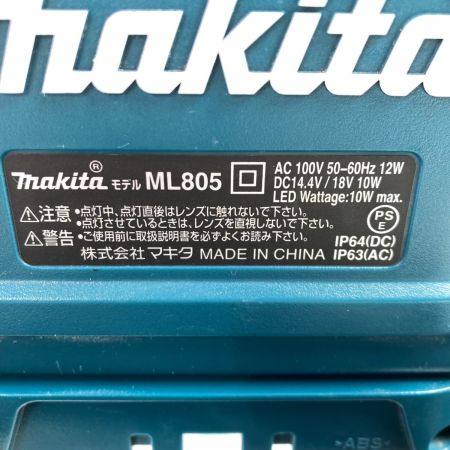 makita
makita® モデル ML805 AC 100V 50-60Hz 12W
DC14.4V / 18V 10W
LED Wattage:10W max.
⚠注意 •点灯中、点灯直後はレンズに触れないで下さい。
•点灯させているときは、レンズを直視しないで下さい。
⚠警告 •ご使用前に取扱説明書を必ずよくお読み下さい。
PSE
IP64(DC)
株式会社マキタ MADE IN CHINA IP63(AC)
>ABS<